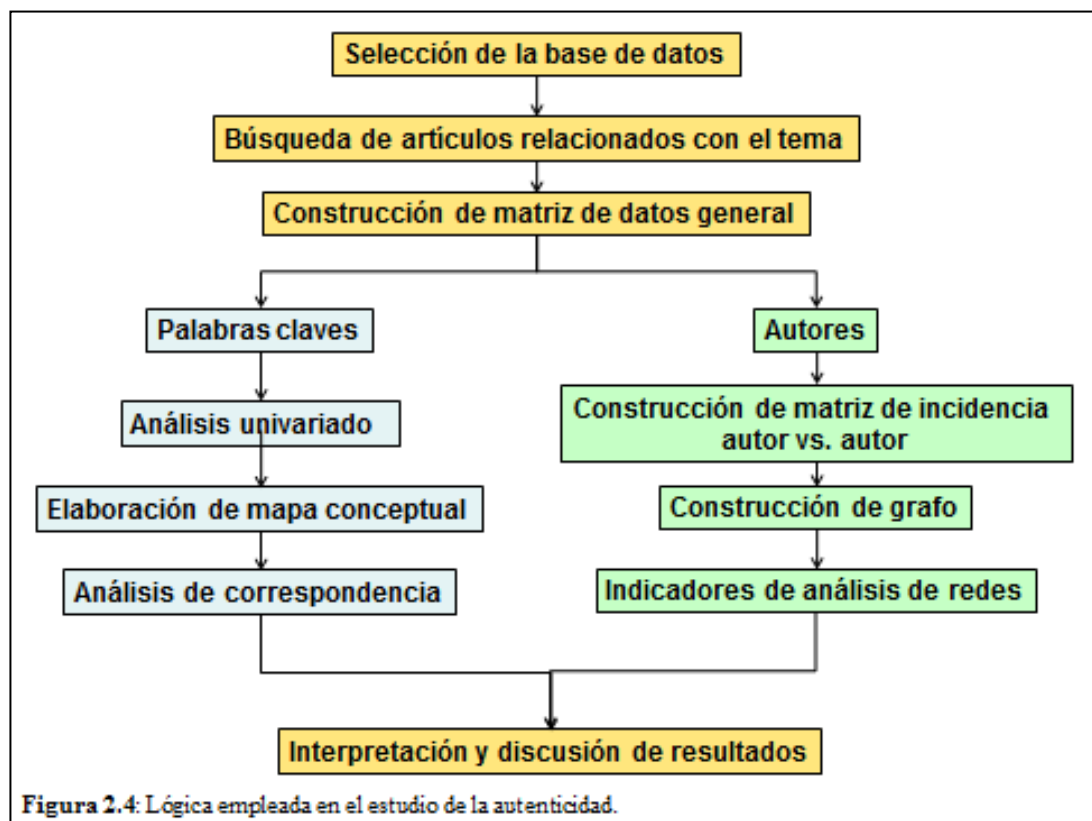 Selección de la base de datos
Búsqueda de artículos relacionados con el tema
Construcción de matriz de datos general
Palabras claves
Análisis univariado
Elaboración de mapa conceptual
Análisis de correspondencia
Autores
Construcción de matriz de incidencia
autor vs. autor
Construcción de grafo
Indicadores de análisis de redes
Interpretación y discusión de resultados
Figura 2.4: Lógica empleada en el estudio de la autenticidad.